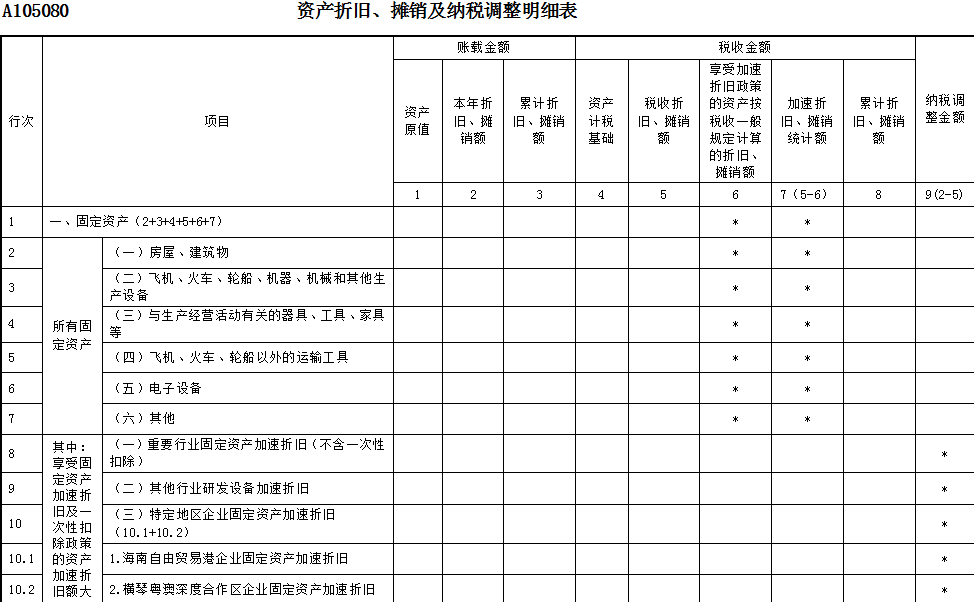 A105080 资产折旧、摊销及纳税调整明细表
行次 项目 账载金额 税收金额 纳税调整金额
资产原值 本年折旧、摊销额 累计折旧、摊销额 资产计税基础 税收折旧、摊销额 享受加速折旧政策的资产按税收一般规定计算的折旧、摊销额 加速折旧、摊销统计额 累计折旧、摊销额
1 2 3 4 5 6 7（5-6） 8 9(2-5)
1 一、固定资产（2+3+4+5+6+7） * *
所有固定资产
2 （一）房屋、建筑物 * *
3 （二）飞机、火车、轮船、机器、机械和其他生产设备 * *
4 （三）与生产经营活动有关的器具、工具、家具等 * *
5 （四）飞机、火车、轮船以外的运输工具 * *
6 （五）电子设备 * *
7 （六）其他 * *
其中：享受固定资产加速折旧及一次性扣除政策的资产加速折旧额大
8 （一）重要行业固定资产加速折旧（不含一次性扣除） *
9 （二）其他行业研发设备加速折旧 *
10 （三）特定地区企业固定资产加速折旧（10.1+10.2） *
10.1 1.海南自由贸易港企业固定资产加速折旧 *
10.2 2.横琴粤澳深度合作区企业固定资产加速折旧 *